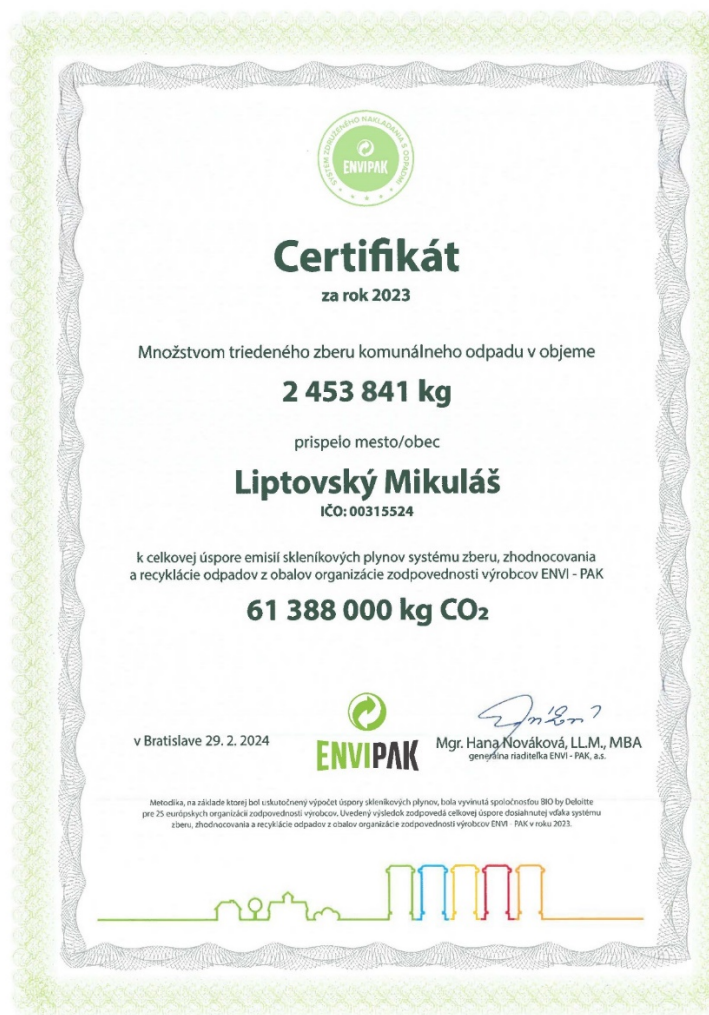 SYSTÉM ZDRUŽENÉHO NAKLADANIA S ODPADMI
ENVIPAK
Certifikát
za rok 2023
Množstvom triedeného zberu komunálneho odpadu v objeme
2 453 841 kg
prispelo mesto/obec
Liptovský Mikuláš
IČO: 00315524
k celkovej úspore emisií skleníkových plynov systému zberu, zhodnocovania
a recyklácie odpadov z obalov organizácie zodpovednosti výrobcov ENVI - PAK
61 388 000 kg CO₂
v Bratislave 29. 2. 2024
ENVIPAK
Mgr. Hana Nováková, LL.M., MBA
generálna riaditeľka ENVI - PAK, a.s.
Metodika, na základe ktorej bol uskutočnený výpočet úspory skleníkových plynov, bola vyvinutá spoločnosťou BIO by Deloitte
pre 25 európskych organizácií zodpovednosti výrobcov. Uvedený výsledok zodpovedá celkovej úspore dosiahnutej vďaka systému
zberu, zhodnocovania a recyklácie odpadov z obalov organizácie zodpovednosti výrobcov ENVI - PAK v roku 2023.